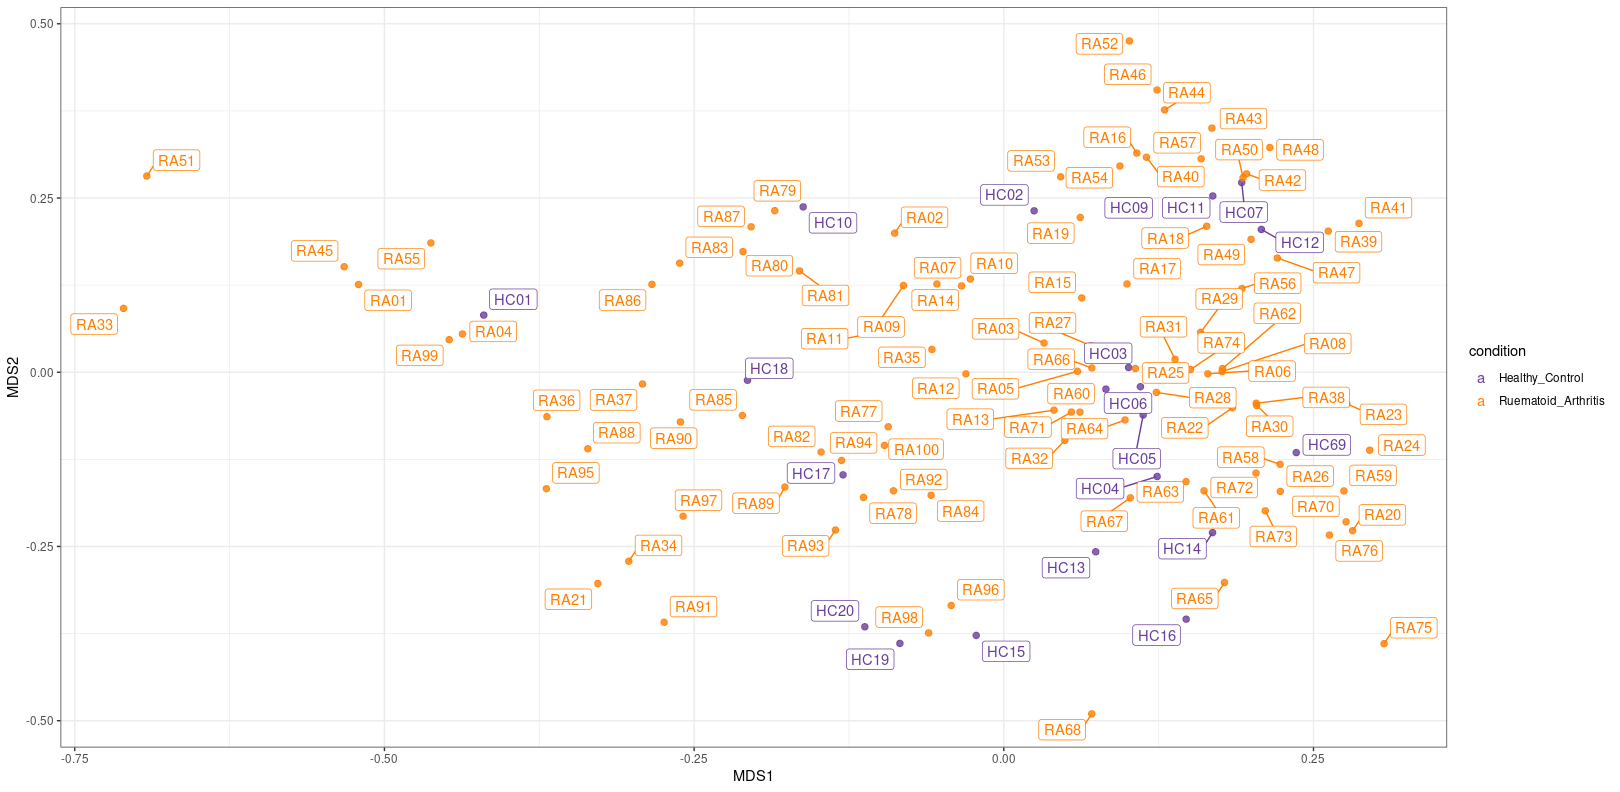 0.50
RA52
RA46
RA44
RA43
RA16
RA57
RA50
RA48
RA51
RA53
RA54
RA40
RA42
RA79
0.25
HC02
HC09
HC11
HC07
RA41
RA87
HC10
RA02
RA19
RA18
HC12
RA39
RA45
RA55
RA83
RA80
RA07
RA10
RA49
RA17
RA47
RA01
HC01
RA86
RA81
RA14
RA15
RA29
RA56
RA33
RA04
RA11
RA09
RA03
RA27
RA31
RA62
RA99
RA35
RA66
HC03
RA74
RA08
0.00
HC18
RA12
RA05
RA25
RA06
RA36
RA37
RA85
RA77
RA60
HC06
RA28
RA38
RA23
RA88
RA90
RA82
RA94
RA100
RA13
RA71
RA64
RA22
RA30
RA95
HC17
RA32
HC05
RA58
HC69
RA24
RA97
RA89
RA92
HC04
RA63
RA72
RA26
RA59
RA78
RA84
RA67
RA61
RA70
RA20
-0.25
RA34
RA93
HC13
HC14
RA73
RA76
RA21
RA91
HC20
RA98
RA96
RA65
HC19
HC15
HC16
RA75
-0.50
RA68
-0.75
-0.50
-0.25
0.00
0.25
MDS1
MDS2
condition
a Healthy_Control
a Ruematoid_Arthritis